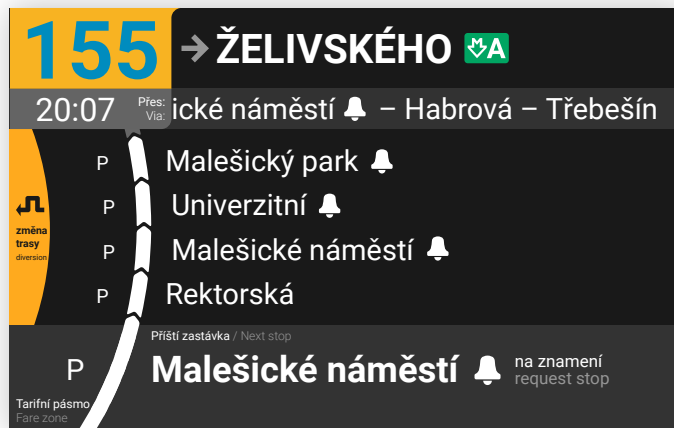 155
→ ŽELIVSKÉHO A
20:07
Přes:
Via:
ické náměstí – Habrová – Třebešín
P Malešický park
P Univerzitní
P Malešické náměstí
P Rektorská
změna
trasy
diversion
Příští zastávka / Next stop
P Malešické náměstí
na znamení
request stop
Tarifní pásmo
Fare zone